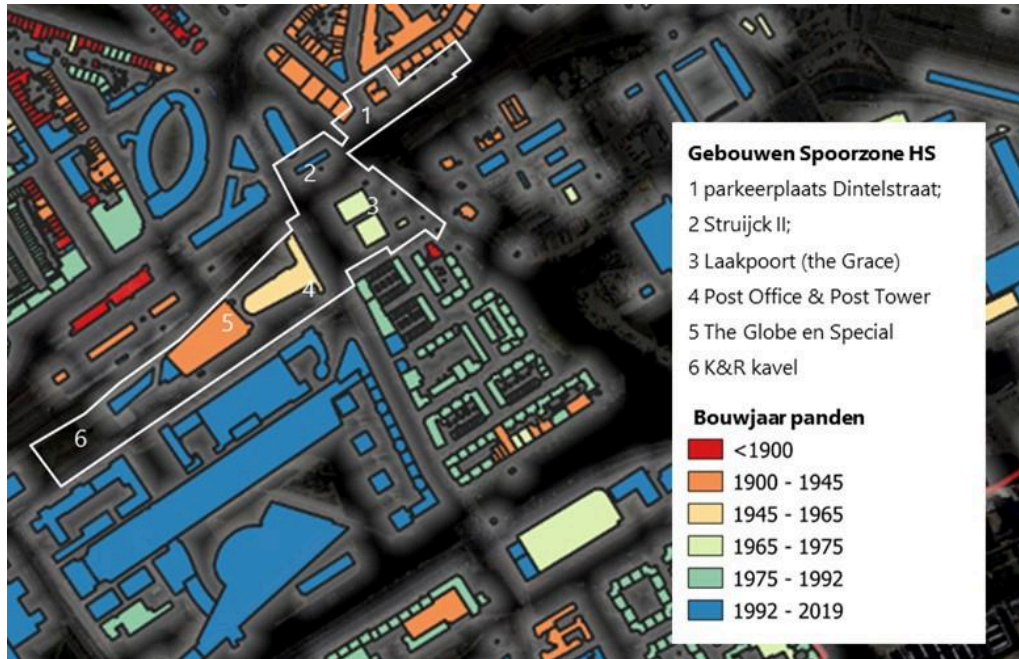 1
2
3
4
5
6
Gebouwen Spoorzone HS
1 parkeerplaats Dintelstraat;
2 Struijck II;
3 Laakpoort (the Grace)
4 Post Office & Post Tower
5 The Globe en Special
6 K&R kavel
Bouwjaar panden
<1900
1900 - 1945
1945 - 1965
1965 - 1975
1975 - 1992
1992 - 2019